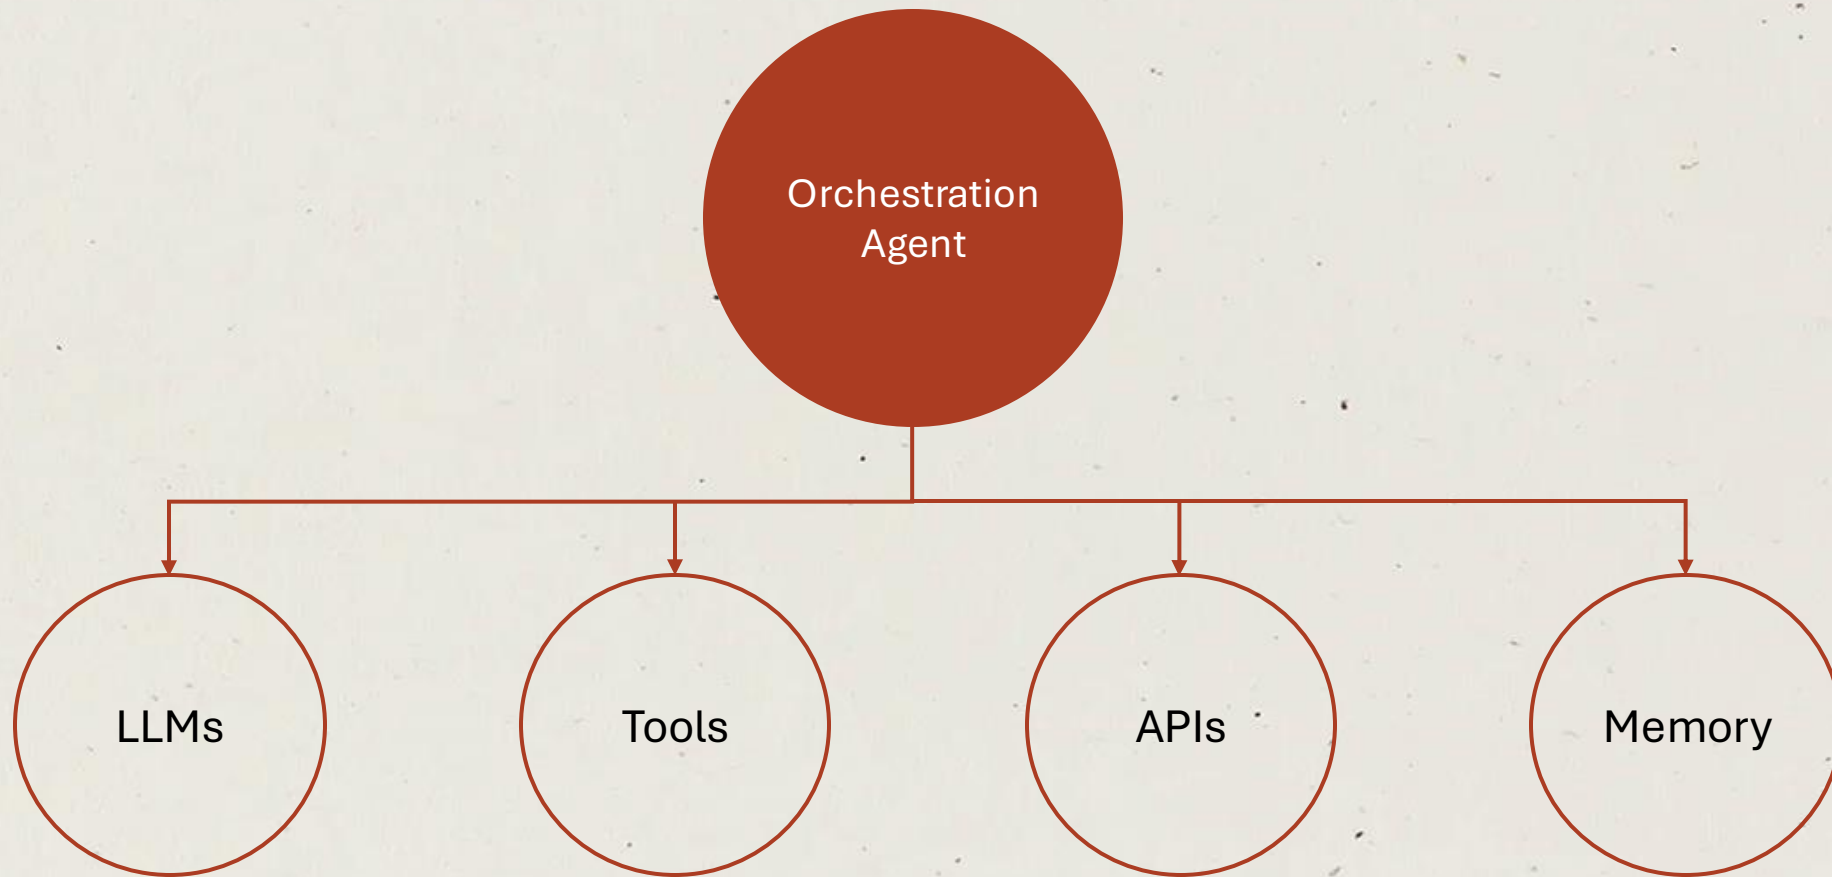 Orchestration
Agent
LLMs
Tools
APIs
Memory